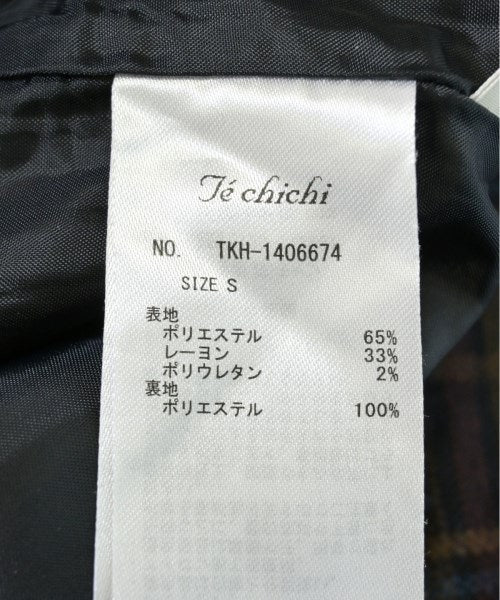 Té chichi
NO. TKH-1406674
SIZE S
表地
ポリエステル 65%
レーヨン 33%
ポリウレタン 2%
裏地
ポリエステル 100%